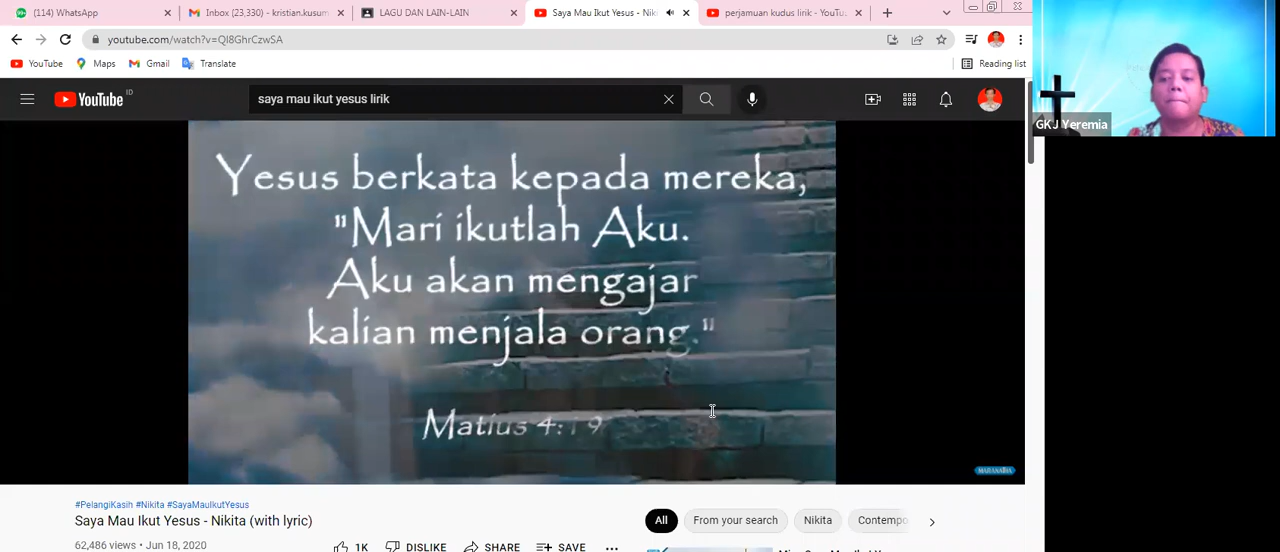 (114) WhatsApp
Inbox (23,330) - kristian.kusum
LAGU DAN LAIN-LAIN
Saya Mau Ikut Yesus - Niki
perjamuan kudus lirik - YouTu
youtube.com/watch?v=QI8GhrCzwSA
YouTube
Maps
Gmail
Translate
Reading list
YouTube ID
saya mau ikut yesus lirik
GKJ Yeremia
Yesus berkata kepada mereka,
"Mari ikutlah Aku.
Aku akan mengajar
kalian menjala orang."
Matius 4:19
MARANATHA
#PelangiKasih #Nikita #SayaMauIkutYesus
Saya Mau Ikut Yesus - Nikita (with lyric)
62,486 views • Jun 18, 2020
1K
DISLIKE
SHARE
SAVE
All
From your search
Nikita
Contempo